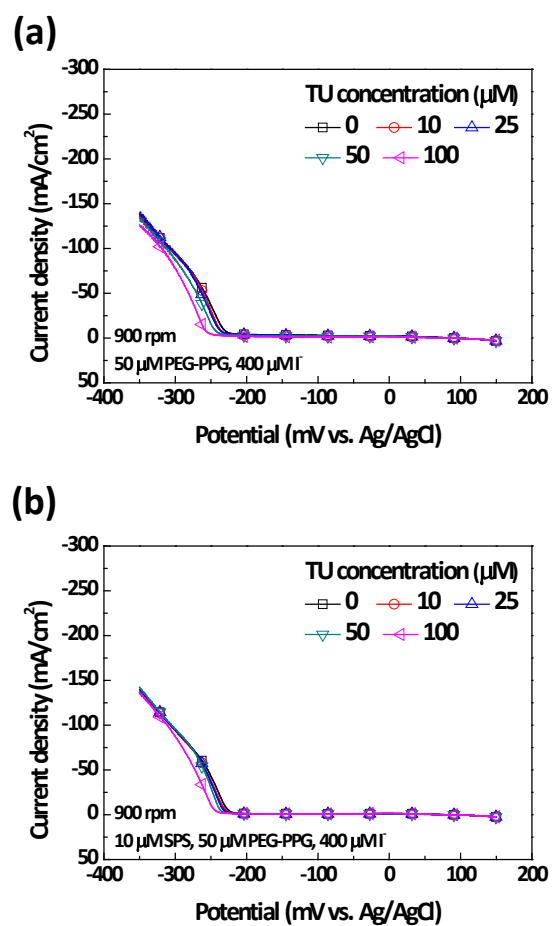 (a)
-300
-250
-200
-150
-100
-50
0
50
Current density (mA/cm²)
TU concentration (μM)
0 10 25
50 100
900 rpm
50 μM PEG-PPG, 400 μM I⁻
-400 -300 -200 -100 0 100 200
Potential (mV vs. Ag/AgCl)
(b)
-300
-250
-200
-150
-100
-50
0
50
Current density (mA/cm²)
TU concentration (μM)
0 10 25
50 100
900 rpm
10 μM SPS, 50 μM PEG-PPG, 400 μM I⁻
-400 -300 -200 -100 0 100 200
Potential (mV vs. Ag/AgCl)